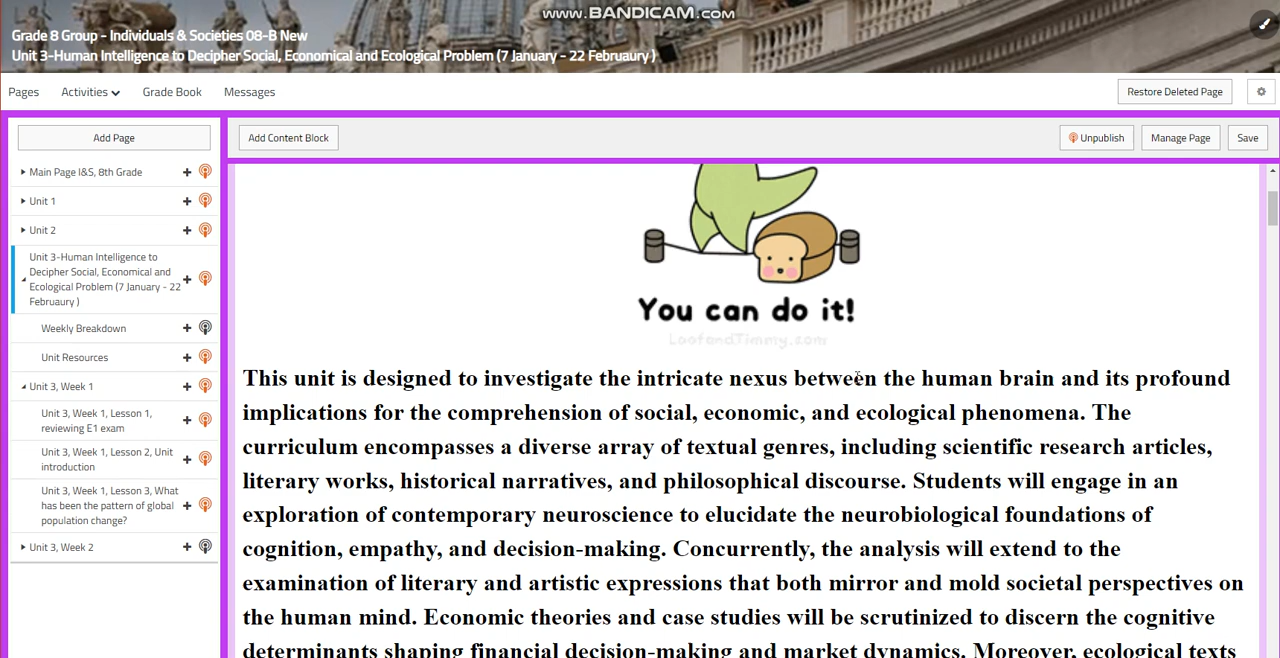 www.BANDICAM.com
Grade 8 Group - Individuals & Societies 08-B New
Unit 3-Human Intelligence to Decipher Social, Economical and Ecological Problem (7 January - 22 Februaury )
Pages Activities Grade Book Messages Restore Deleted Page
Add Page Add Content Block Unpublish Manage Page Save
Main Page I&S, 8th Grade
Unit 1
Unit 2
Unit 3-Human Intelligence to
Decipher Social, Economical and
Ecological Problem (7 January - 22
Februaury )
Weekly Breakdown
Unit Resources
Unit 3, Week 1
Unit 3, Week 1, Lesson 1,
reviewing E1 exam
Unit 3, Week 1, Lesson 2, Unit
introduction
Unit 3, Week 1, Lesson 3, What
has been the pattern of global
population change?
Unit 3, Week 2
You can do it!
LoofandTimmy.com
This unit is designed to investigate the intricate nexus between the human brain and its profound
implications for the comprehension of social, economic, and ecological phenomena. The
curriculum encompasses a diverse array of textual genres, including scientific research articles,
literary works, historical narratives, and philosophical discourse. Students will engage in an
exploration of contemporary neuroscience to elucidate the neurobiological foundations of
cognition, empathy, and decision-making. Concurrently, the analysis will extend to the
examination of literary and artistic expressions that both mirror and mold societal perspectives on
the human mind. Economic theories and case studies will be scrutinized to discern the cognitive
determinants shaping financial decision-making and market dynamics. Moreover, ecological texts